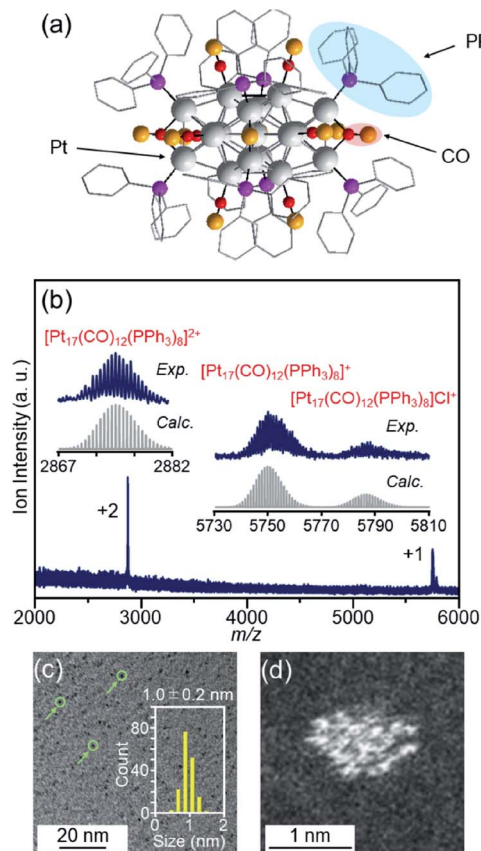 (a)
Pt
CO
(b)
[Pt17(CO)12(PPh3)8]2+
Exp.
Calc.
2867 2882
[Pt17(CO)12(PPh3)8]+
[Pt17(CO)12(PPh3)8]Cl+
Exp.
Calc.
5730 5750 5770 5790 5810
+2
+1
Ion Intensity (a. u.)
2000 3000 4000 5000 6000
m/z
(c)
1.0 ± 0.2 nm
Count
80
40
0
0 1 2
Size (nm)
20 nm
(d)
1 nm